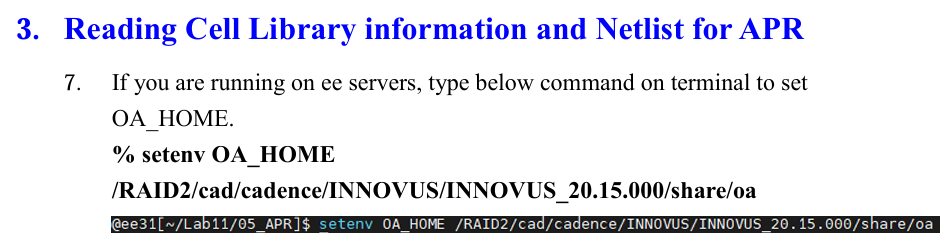 3. Reading Cell Library information and Netlist for APR
7. If you are running on ee servers, type below command on terminal to set
OA_HOME.
% setenv OA_HOME
/RAID2/cad/cadence/INNOVUS/INNOVUS_20.15.000/share/oa
@ee31[~/Lab11/05_APR]$ setenv OA_HOME /RAID2/cad/cadence/INNOVUS/INNOVUS_20.15.000/share/oa